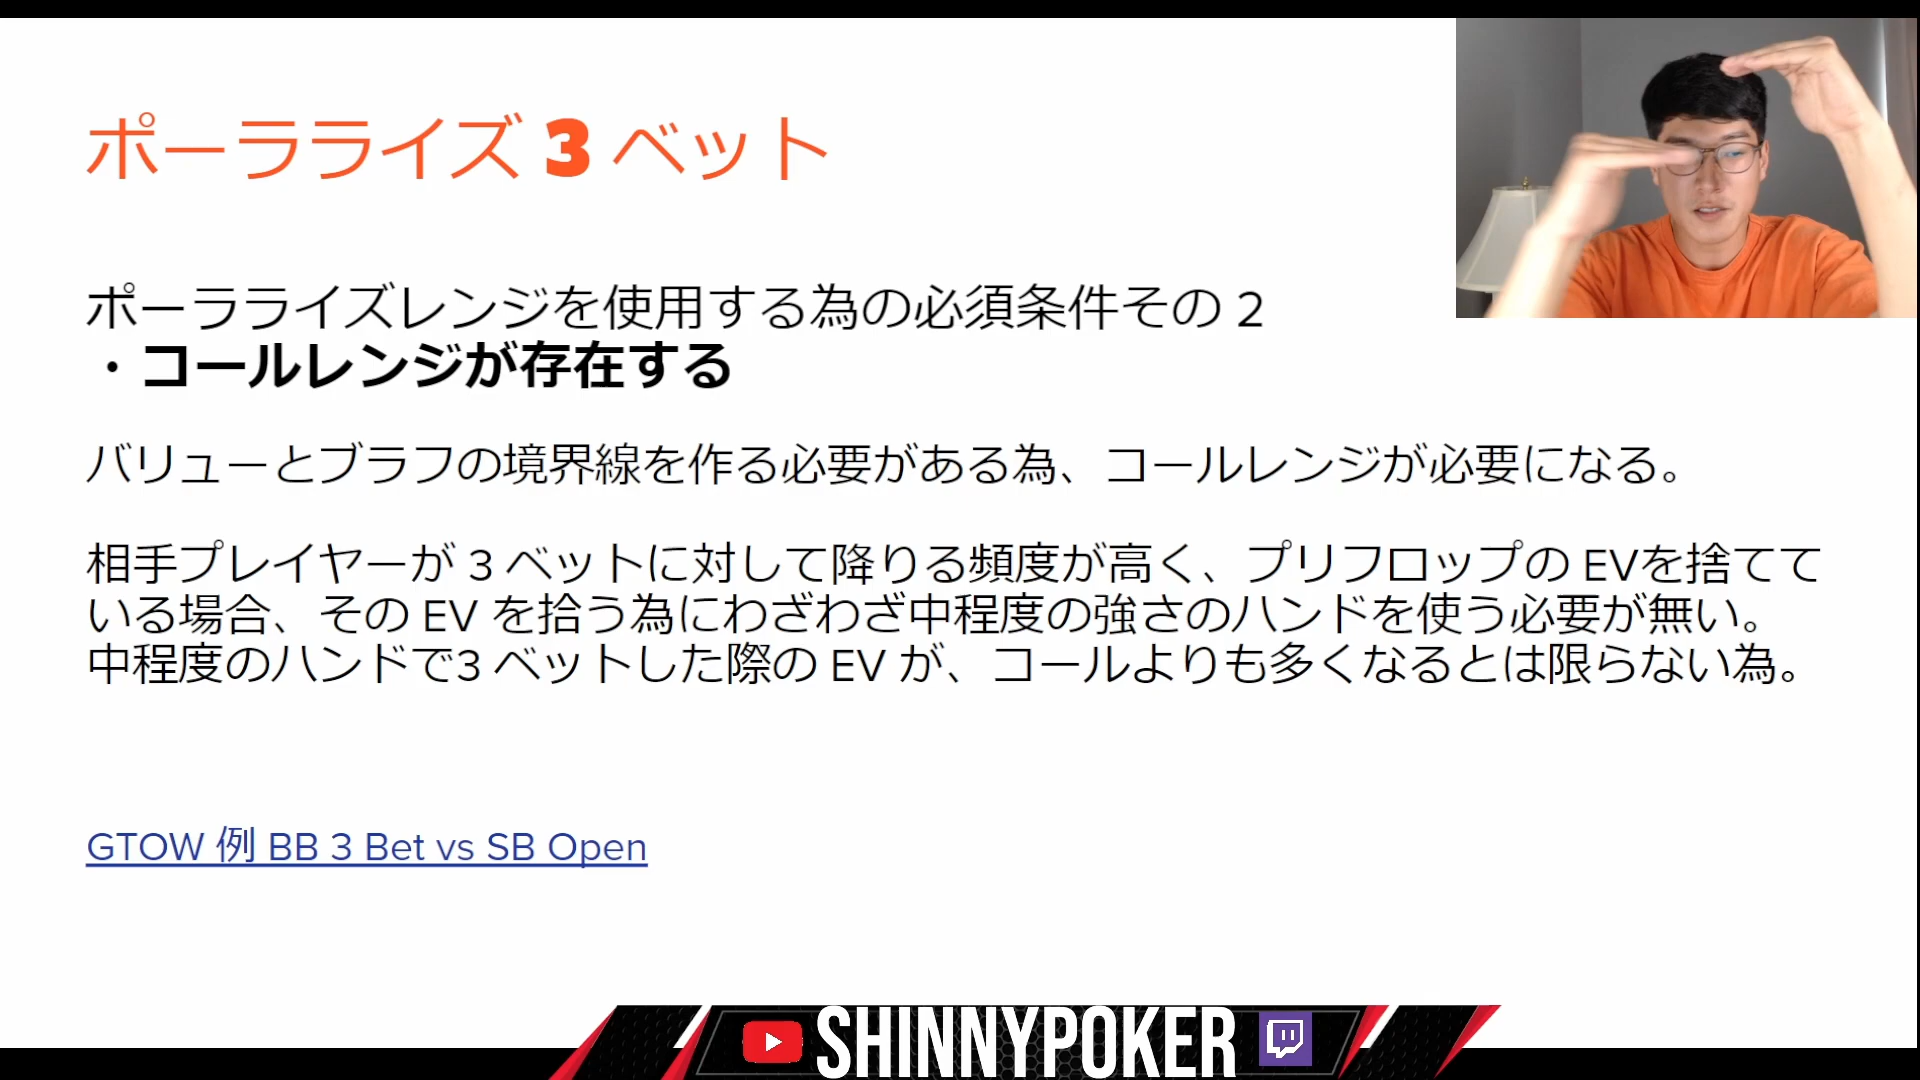 ポーラライズ 3 ベット
ポーラライズレンジを使用する為の必須条件その 2
・コールレンジが存在する
バリューとブラフの境界線を作る必要がある為、コールレンジが必要になる。
相手プレイヤーが 3 ベットに対して降りる頻度が高く、プリフロップの EVを捨てて
いる場合、その EV を拾う為にわざわざ中程度の強さのハンドを使う必要が無い。
中程度のハンドで3 ベットした際の EV が、コールよりも多くなるとは限らない為。
GTOW 例 BB 3 Bet vs SB Open
SHINNYPOKER